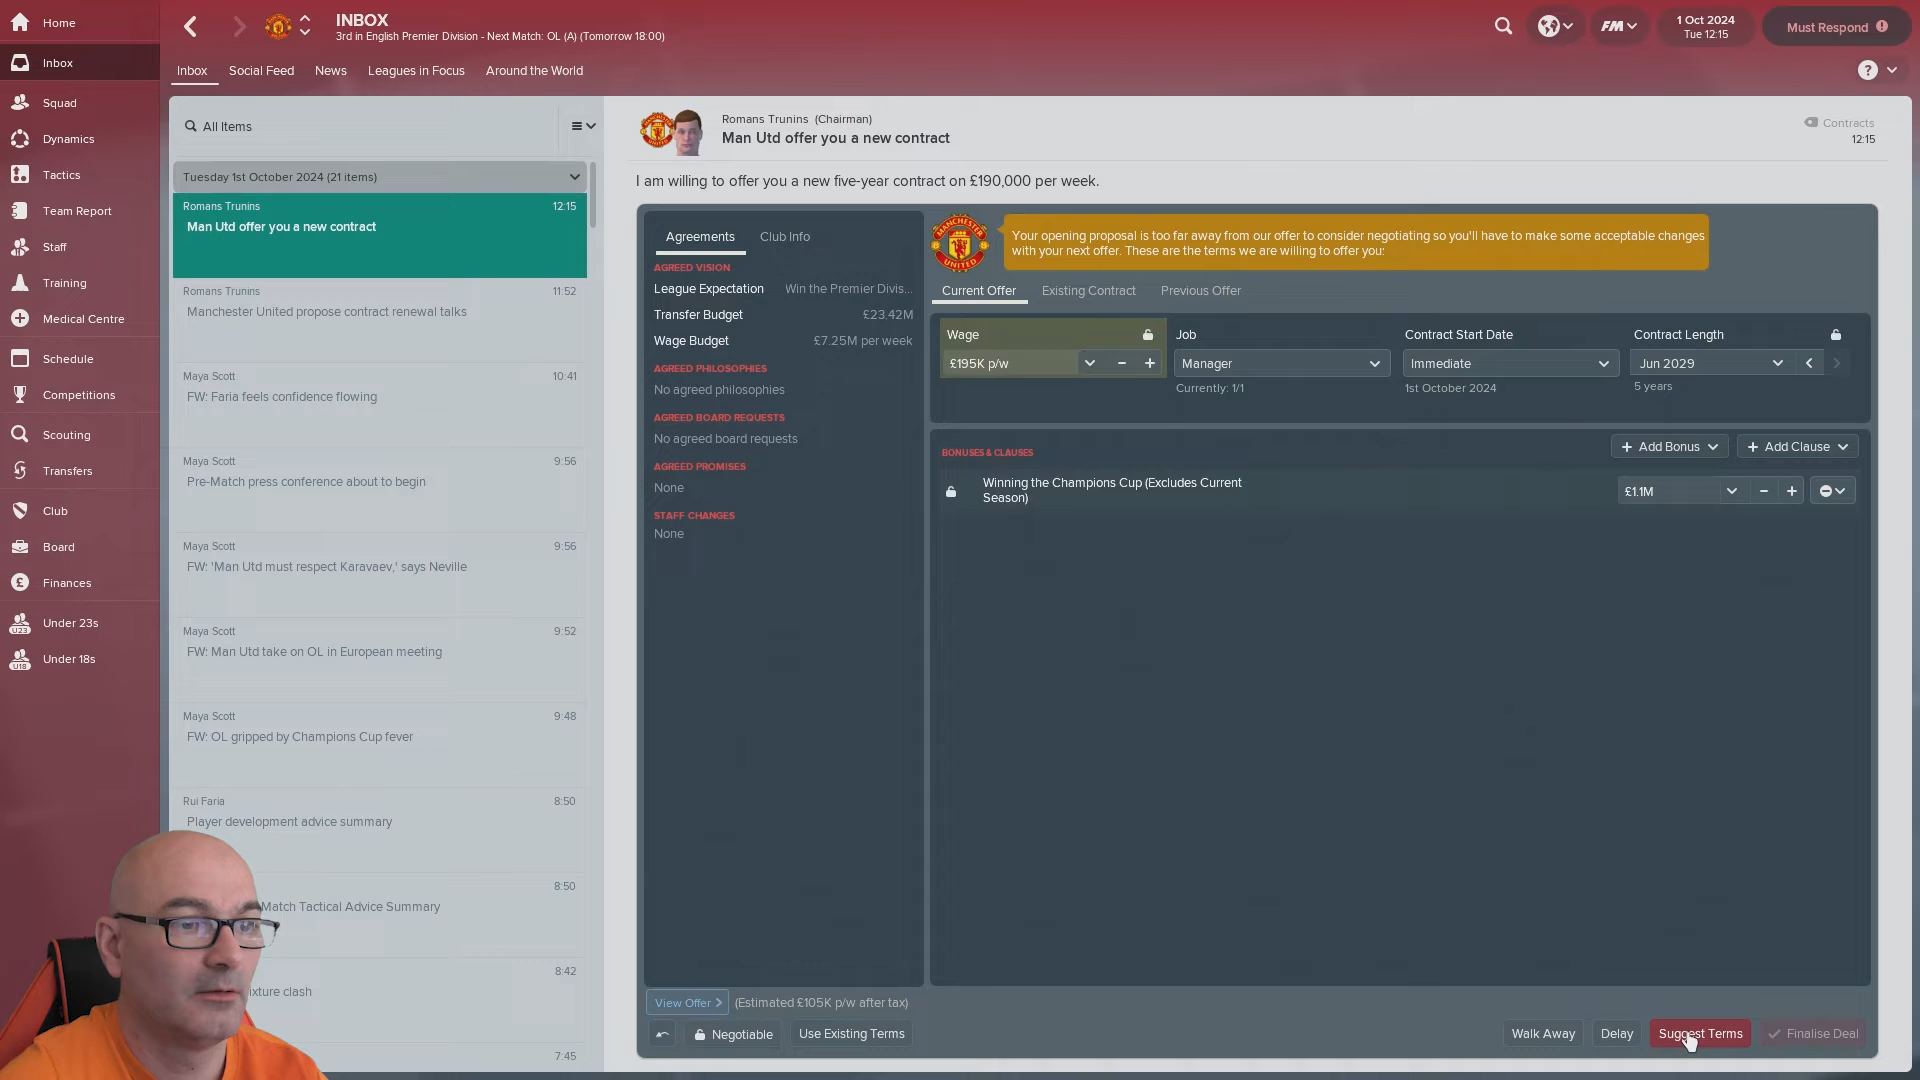 Home
Inbox
Squad
Dynamics
Tactics
Team Report
Staff
Training
Medical Centre
Schedule
Competitions
Scouting
Transfers
Club
Board
Finances
Under 23s
U23
Under 18s
U18
INBOX
3rd in English Premier Division - Next Match: OL (A) (Tomorrow 18:00)
FM
1 Oct 2024
Tue 12:15
Must Respond
Inbox
Social Feed
News
Leagues in Focus
Around the World
?
All Items
Tuesday 1st October 2024 (21 items)
Romans Trunins 12:15
Man Utd offer you a new contract
Romans Trunins 11:52
Manchester United propose contract renewal talks
Maya Scott 10:41
FW: Faria feels confidence flowing
Maya Scott 9:56
Pre-Match press conference about to begin
Maya Scott 9:56
FW: 'Man Utd must respect Karavaev,' says Neville
Maya Scott 9:52
FW: Man Utd take on OL in European meeting
Maya Scott 9:48
FW: OL gripped by Champions Cup fever
Rui Faria 8:50
Player development advice summary
8:50
Match Tactical Advice Summary
8:42
ixture clash
7:45
Romans Trunins (Chairman)
Man Utd offer you a new contract
Contracts
12:15
I am willing to offer you a new five-year contract on £190,000 per week.
Agreements
Club Info
AGREED VISION
League Expectation Win the Premier Divis...
Transfer Budget £23.42M
Wage Budget £7.25M per week
AGREED PHILOSOPHIES
No agreed philosophies
AGREED BOARD REQUESTS
No agreed board requests
AGREED PROMISES
None
STAFF CHANGES
None
MANCHESTER
UNITED
Your opening proposal is too far away from our offer to consider negotiating so you'll have to make some acceptable changes
with your next offer. These are the terms we are willing to offer you:
Current Offer
Existing Contract
Previous Offer
Wage
£195K p/w
Job
Manager
Currently: 1/1
Contract Start Date
Immediate
1st October 2024
Contract Length
Jun 2029
5 years
BONUSES & CLAUSES
Add Bonus
Add Clause
Winning the Champions Cup (Excludes Current
Season)
£1.1M
View Offer
(Estimated £105K p/w after tax)
Negotiable
Use Existing Terms
Walk Away
Delay
Suggest Terms
Finalise Deal